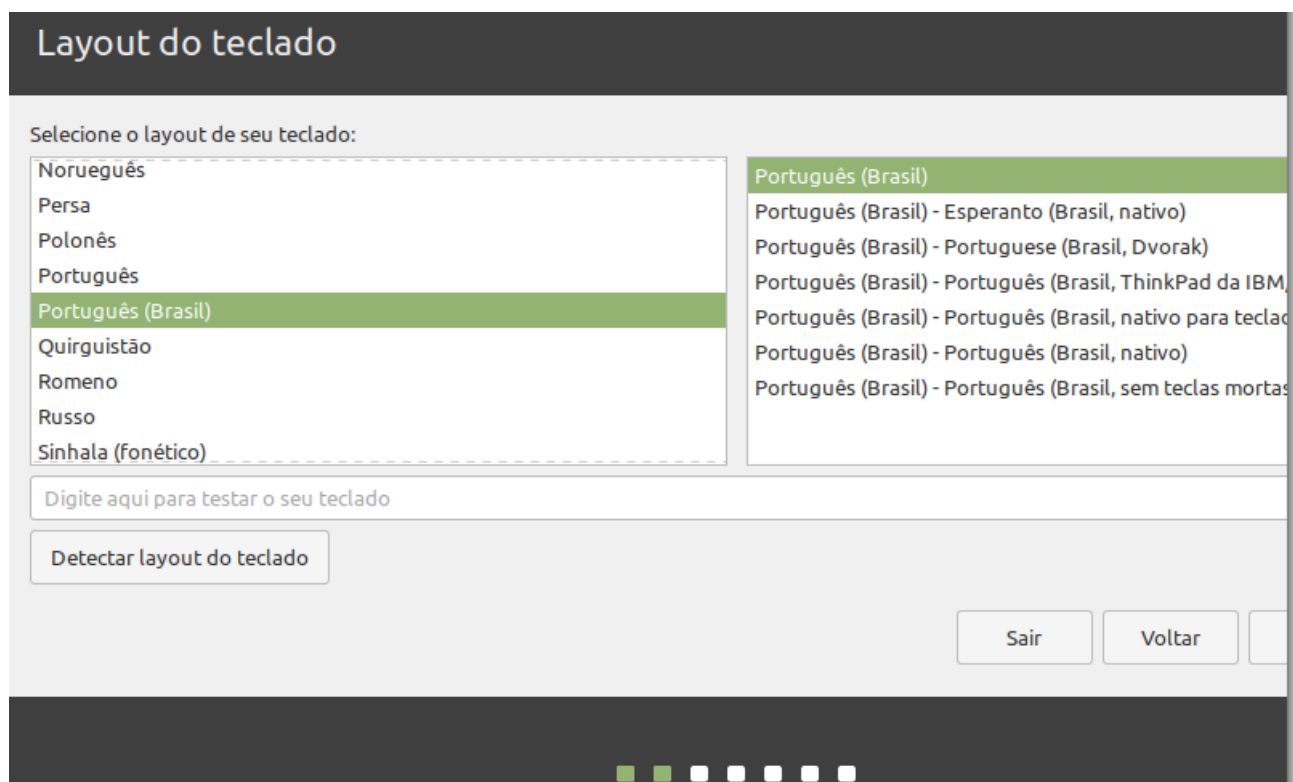 Layout do teclado
Selecione o layout de seu teclado:
Norueguês
Persa
Polonês
Português
Português (Brasil)
Quirguistão
Romeno
Russo
Sinhala (fonético)
Português (Brasil)
Português (Brasil) - Esperanto (Brasil, nativo)
Português (Brasil) - Portuguese (Brasil, Dvorak)
Português (Brasil) - Português (Brasil, ThinkPad da IBM,
Português (Brasil) - Português (Brasil, nativo para teclad
Português (Brasil) - Português (Brasil, nativo)
Português (Brasil) - Português (Brasil, sem teclas mortas
Digite aqui para testar o seu teclado
Detectar layout do teclado
Sair
Voltar